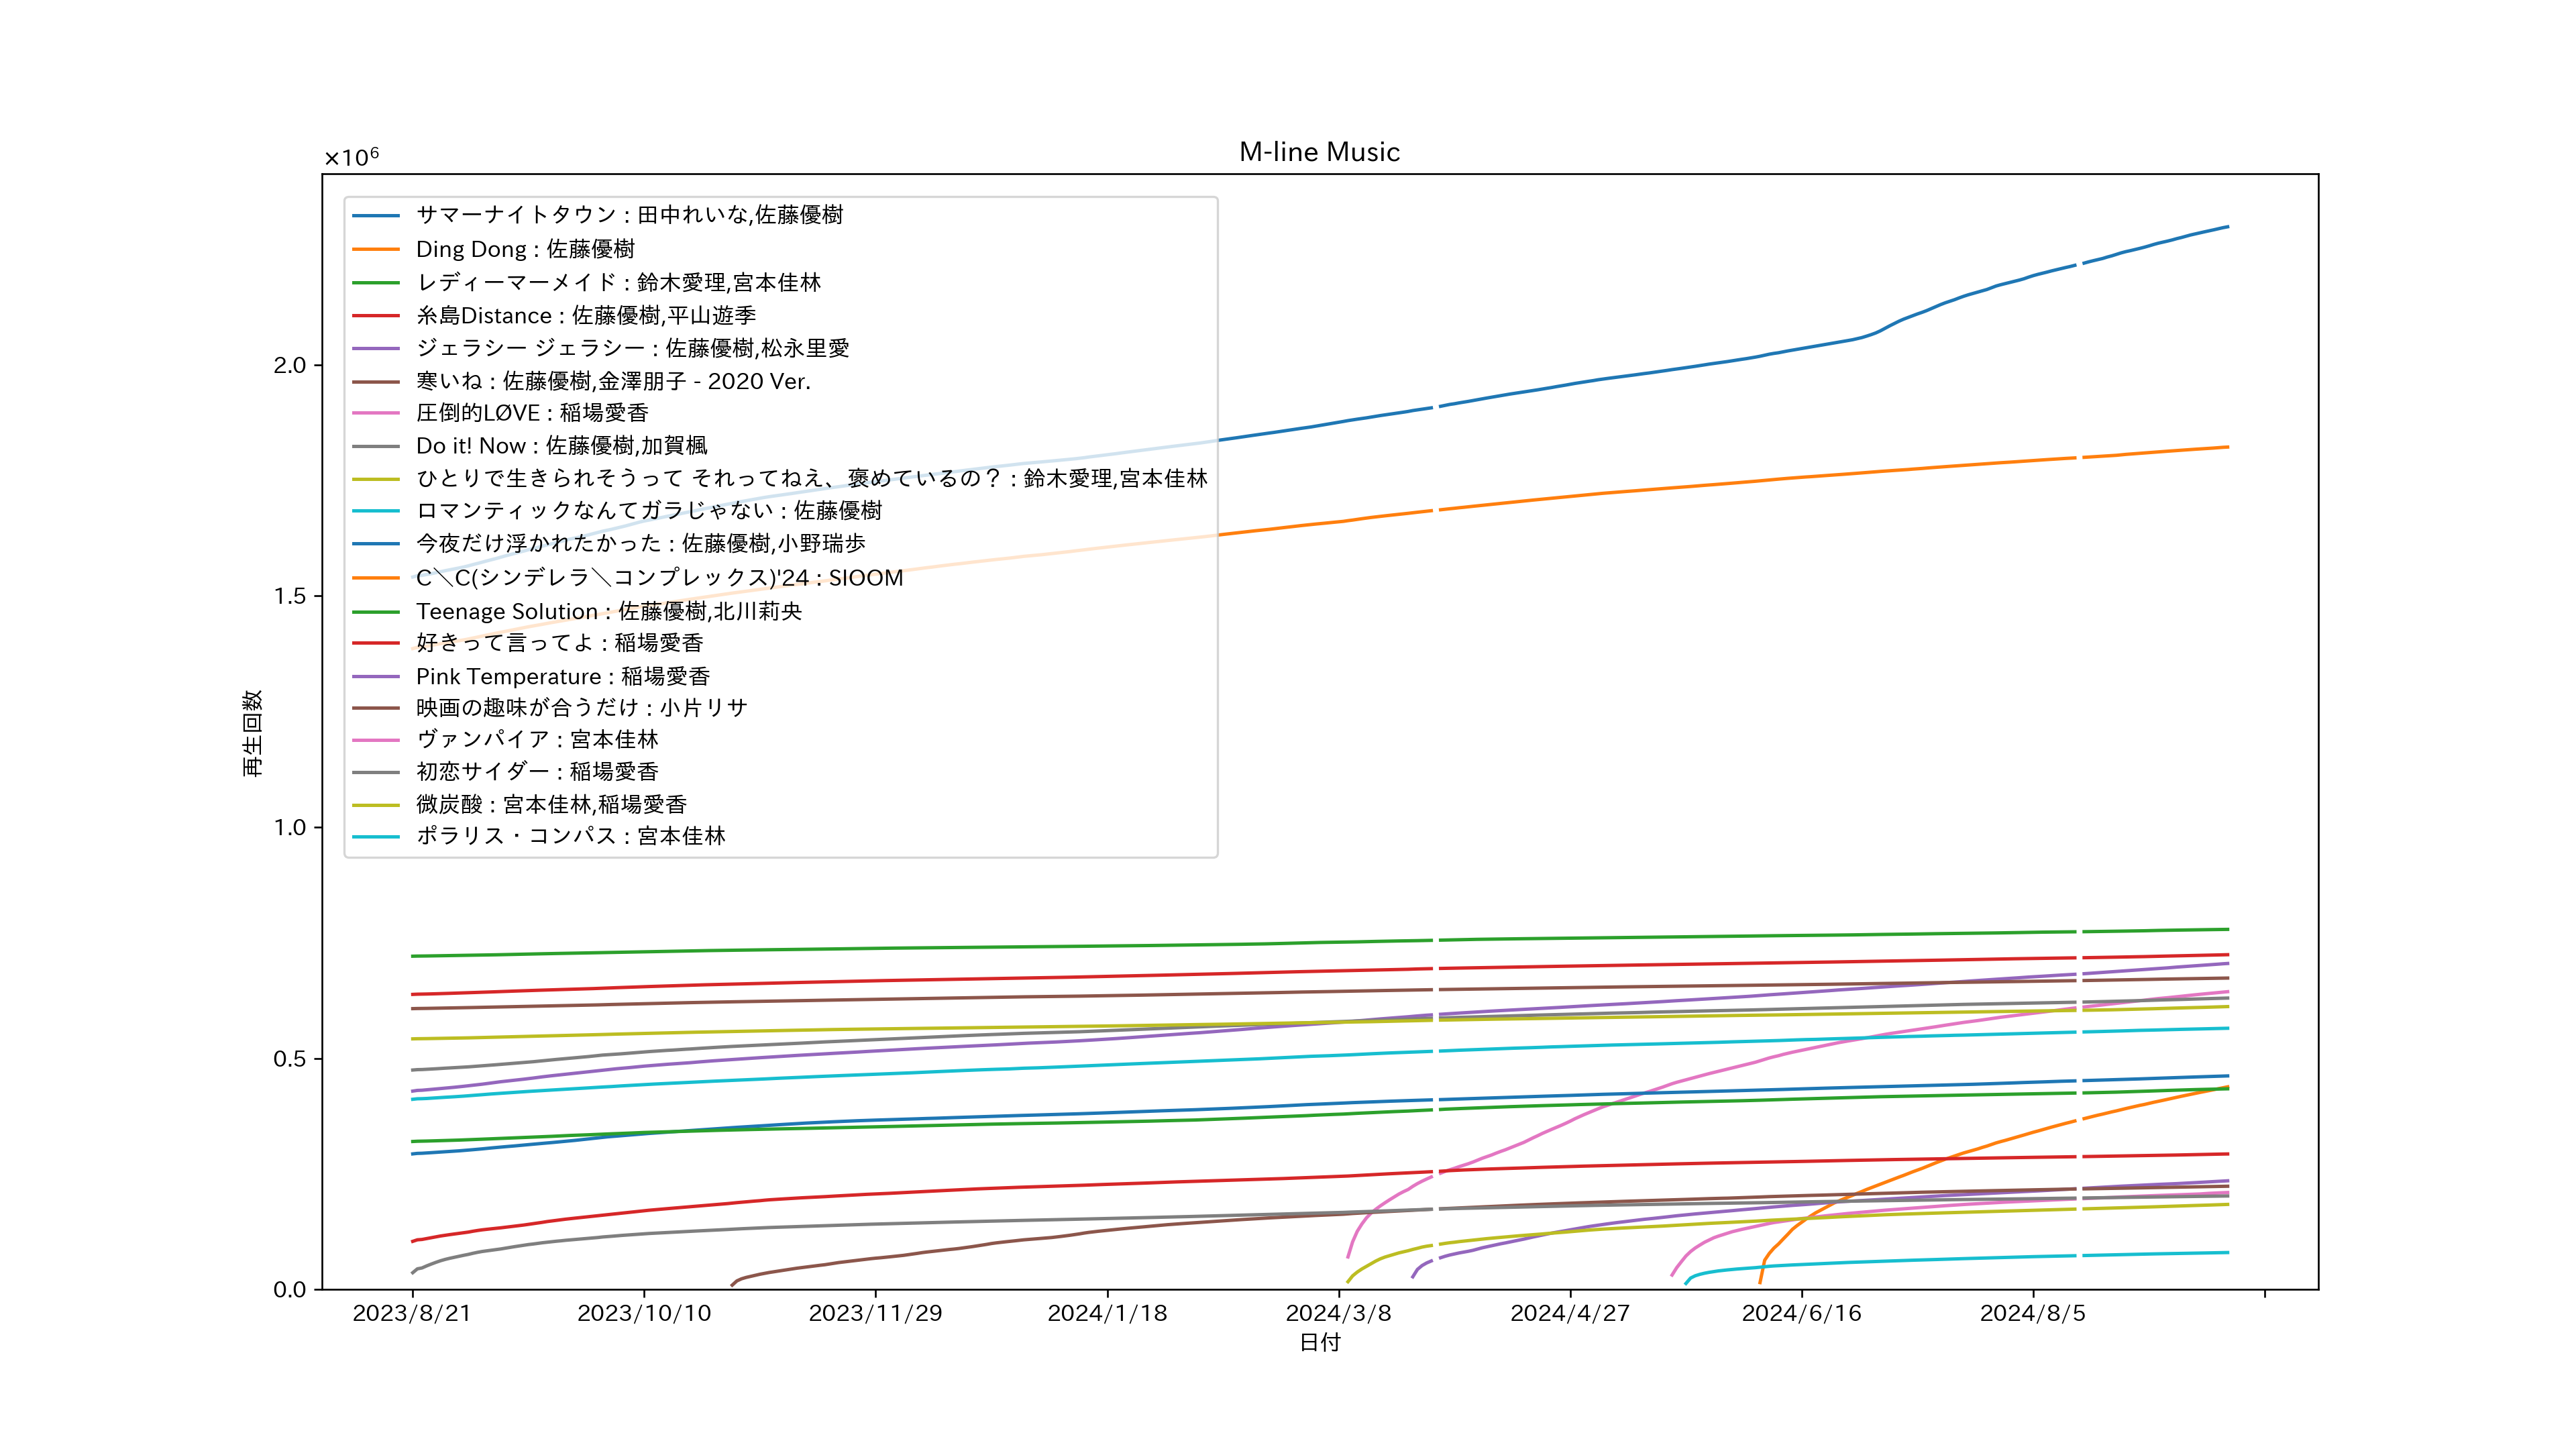 M-line Music
×10⁶
サマーナイトタウン : 田中れいな,佐藤優樹
Ding Dong : 佐藤優樹
レディーマーメイド : 鈴木愛理,宮本佳林
糸島Distance : 佐藤優樹,平山遊季
ジェラシー ジェラシー : 佐藤優樹,松永里愛
寒いね : 佐藤優樹,金澤朋子 - 2020 Ver.
圧倒的LØVE : 稲場愛香
Do it! Now : 佐藤優樹,加賀楓
ひとりで生きられそうって それってねえ、褒めているの？ : 鈴木愛理,宮本佳林
ロマンティックなんてガラじゃない : 佐藤優樹
今夜だけ浮かれたかった : 佐藤優樹,小野瑞歩
C＼C(シンデレラ＼コンプレックス)'24 : SIOOM
Teenage Solution : 佐藤優樹,北川莉央
好きって言ってよ : 稲場愛香
Pink Temperature : 稲場愛香
映画の趣味が合うだけ : 小片リサ
ヴァンパイア : 宮本佳林
初恋サイダー : 稲場愛香
微炭酸 : 宮本佳林,稲場愛香
ポラリス・コンパス : 宮本佳林
2.0
1.5
1.0
0.5
0.0
再生回数
2023/8/21
2023/10/10
2023/11/29
2024/1/18
2024/3/8
2024/4/27
2024/6/16
2024/8/5
日付